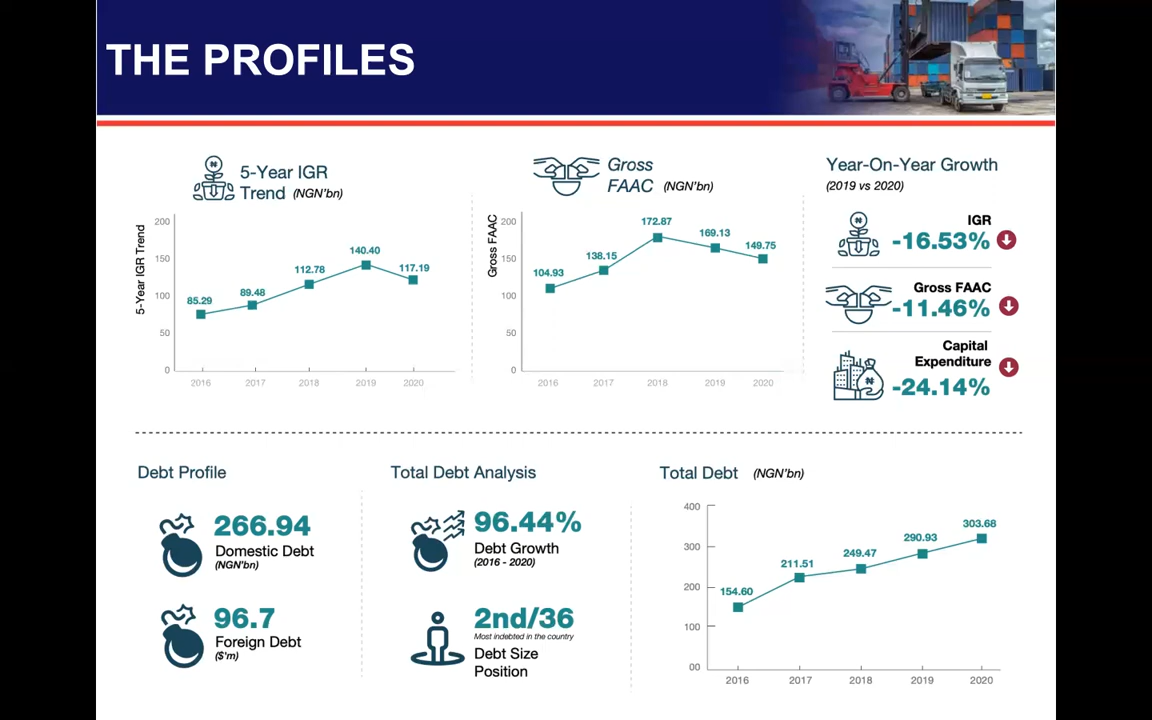 THE PROFILES
5-Year IGR
Trend (NGN'bn)
5-Year IGR Trend
200
150
100
50
0
85.29
89.48
112.78
140.40
117.19
2016
2017
2018
2019
2020
Gross
FAAC (NGN'bn)
Gross FAAC
200
150
100
50
0
104.93
138.15
172.87
169.13
149.75
2016
2017
2018
2019
2020
Year-On-Year Growth
(2019 vs 2020)
IGR
-16.53%
Gross FAAC
-11.46%
Capital
Expenditure
-24.14%
Debt Profile
266.94
Domestic Debt
(NGN'bn)
96.7
Foreign Debt
($'m)
Total Debt Analysis
96.44%
Debt Growth
(2016 - 2020)
2nd/36
Most indebted in the country
Debt Size
Position
Total Debt (NGN'bn)
400
300
200
100
00
154.60
211.51
249.47
290.93
303.68
2016
2017
2018
2019
2020